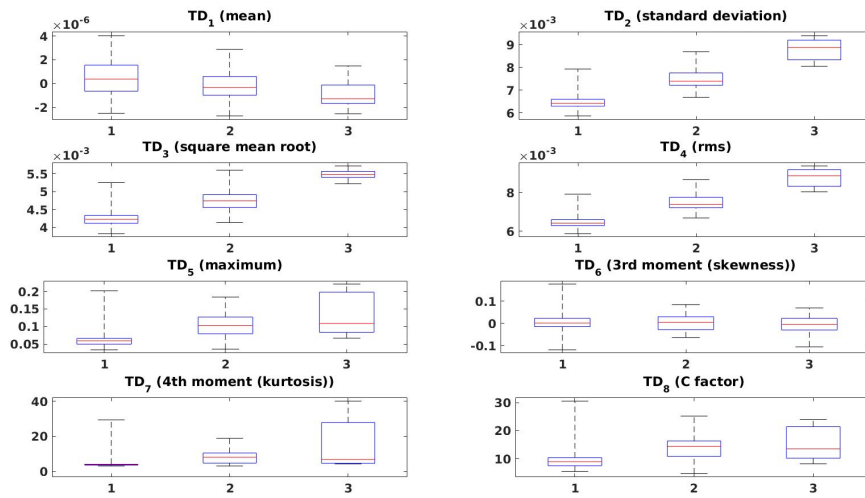 TD₁ (mean)
×10⁻⁶
4
2
0
-2
1 2 3
TD₂ (standard deviation)
×10⁻³
9
8
7
6
1 2 3
TD₃ (square mean root)
×10⁻³
5.5
5
4.5
4
1 2 3
TD₄ (rms)
×10⁻³
8
6
1 2 3
TD₅ (maximum)
0.2
0.15
0.1
0.05
1 2 3
TD₆ (3rd moment (skewness))
0.1
0
-0.1
1 2 3
TD₇ (4th moment (kurtosis))
40
20
0
1 2 3
TD₈ (C factor)
30
20
10
1 2 3